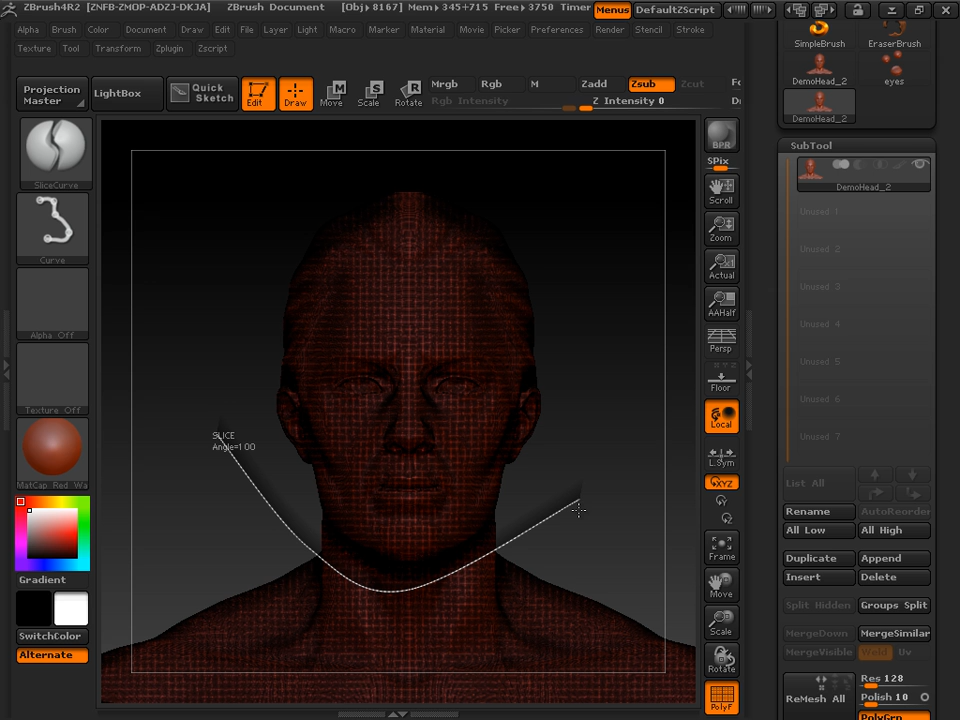 ZBrush4R2 [ZNFB-ZMOP-ADZJ-DKJA] ZBrush Document [Obj▸8167] Mem▸345+715 Free▸3750 Timer Menus DefaultZScript
Alpha Brush Color Document Draw Edit File Layer Light Macro Marker Material Movie Picker Preferences Render Stencil Stroke
Texture Tool Transform Zplugin Zscript
SimpleBrush EraserBrush
DemoHead_2 eyes
DemoHead_2
Projection
Master
LightBox
Quick
Sketch
Edit Draw Move Scale Rotate
Mrgb Rgb M Zadd Zsub Zcut
Rgb Intensity Z Intensity 0
SliceCurve
Curve
Alpha Off
Texture Off
MatCap Red Wa
Gradient
SwitchColor
Alternate
SLICE
Angle=1.00
BPR
SPix
Scroll
Zoom
Actual
AAHalf
Persp
Floor
Local
L.Sym
XYZ
Y
Z
Frame
Move
Scale
Rotate
PolyF
SubTool
DemoHead_2
Unused 1
Unused 2
Unused 3
Unused 4
Unused 5
Unused 6
Unused 7
List All
Rename AutoReorder
All Low All High
Duplicate Append
Insert Delete
Split Hidden Groups Split
MergeDown MergeSimilar
MergeVisible Weld Uv
ReMesh All
Res 128
Polish 10
PolyGrp